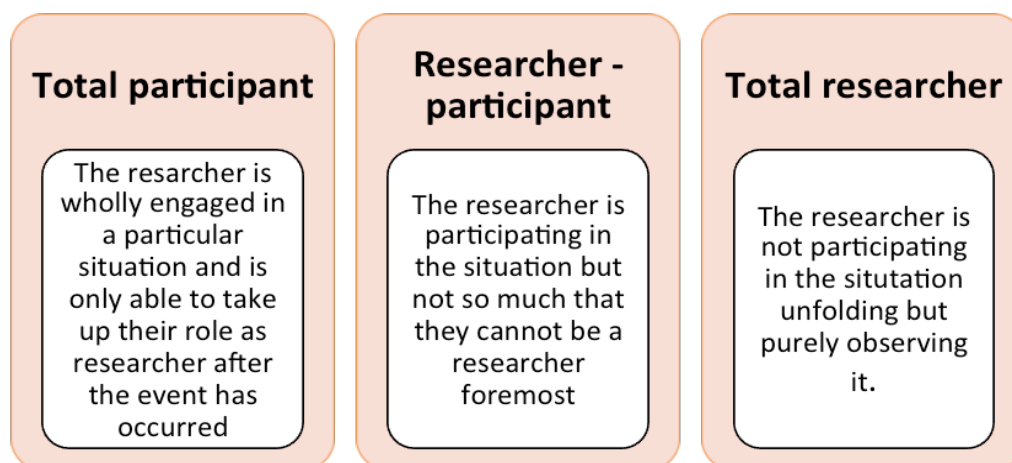 Total participant
The resarcher is
wholly engaged in
a particular
situation and is
only able to take
up their role as
researcher after
the event has
occurred
Researcher -
participant
The researcher is
participating in
the situation but
not so much that
they cannot be a
researcher
foremost
Total researcher
The researcher is
not participating
in the situtation
unfolding but
purely observing
it.